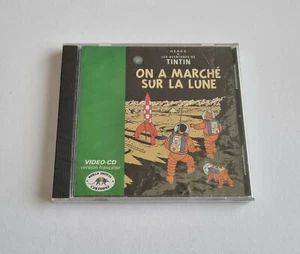 HERGÉ
LES AVENTURES DE
TINTIN
ON A MARCHÉ
SUR LA LUNE
VIDEO-CD
version française